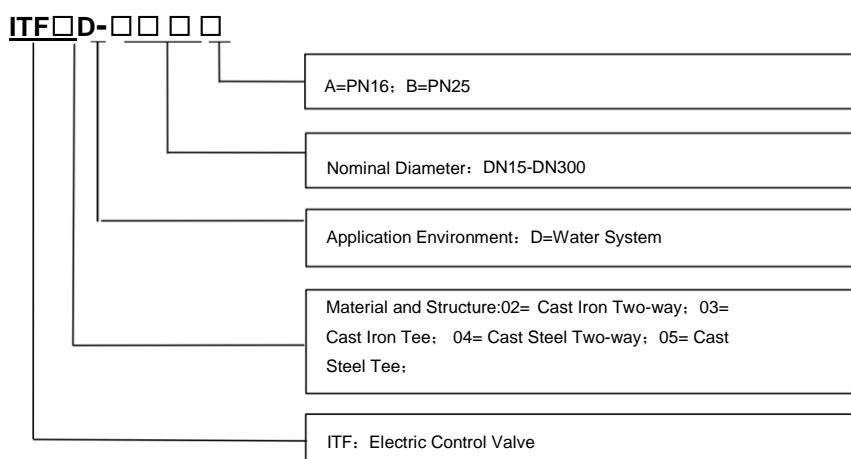 ITF□D-□□□□
A=PN16；B=PN25
Nominal Diameter：DN15-DN300
Application Environment：D=Water System
Material and Structure:02= Cast Iron Two-way；03=
Cast Iron Tee； 04= Cast Steel Two-way；05= Cast
Steel Tee；
ITF：Electric Control Valve